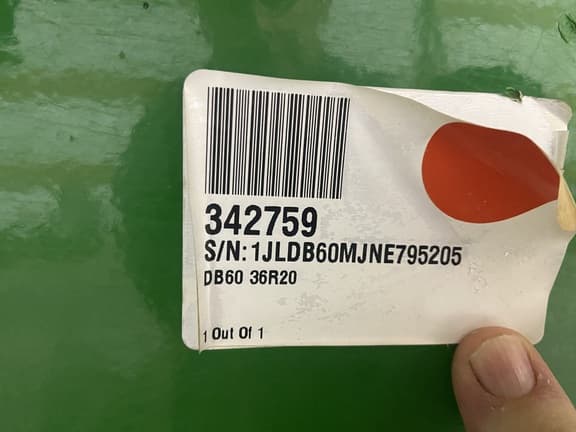 342759
S/N: 1JLDB60MJNE795205
DB60 36R20
1 Out Of 1